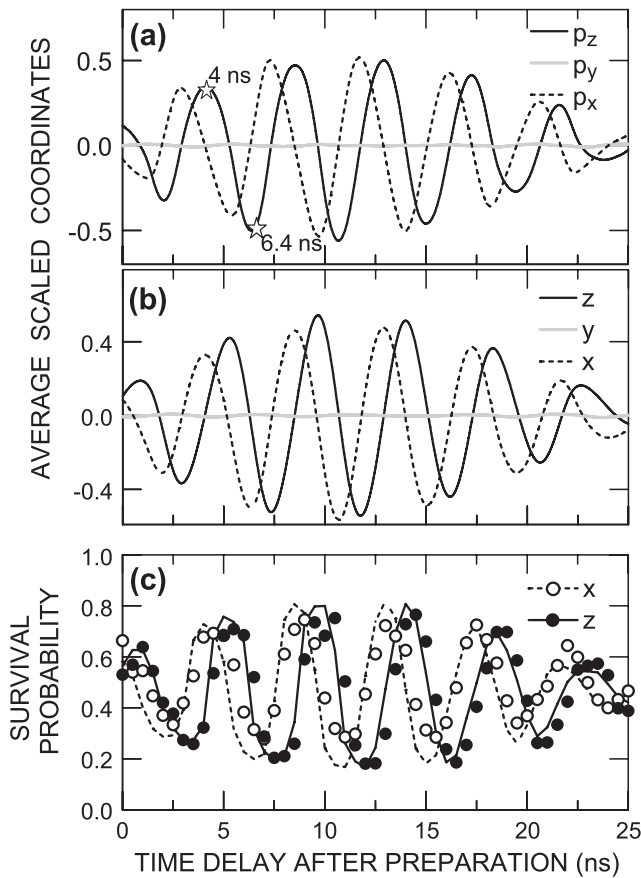 (a)
p_z
p_y
p_x
4 ns
6.4 ns
0.5
0.0
-0.5
AVERAGE SCALED COORDINATES
(b)
z
y
x
0.4
0.0
-0.4
(c)
x
z
1.0
0.8
0.6
0.4
0.2
0.0
SURVIVAL
PROBABILITY
0 5 10 15 20 25
TIME DELAY AFTER PREPARATION (ns)